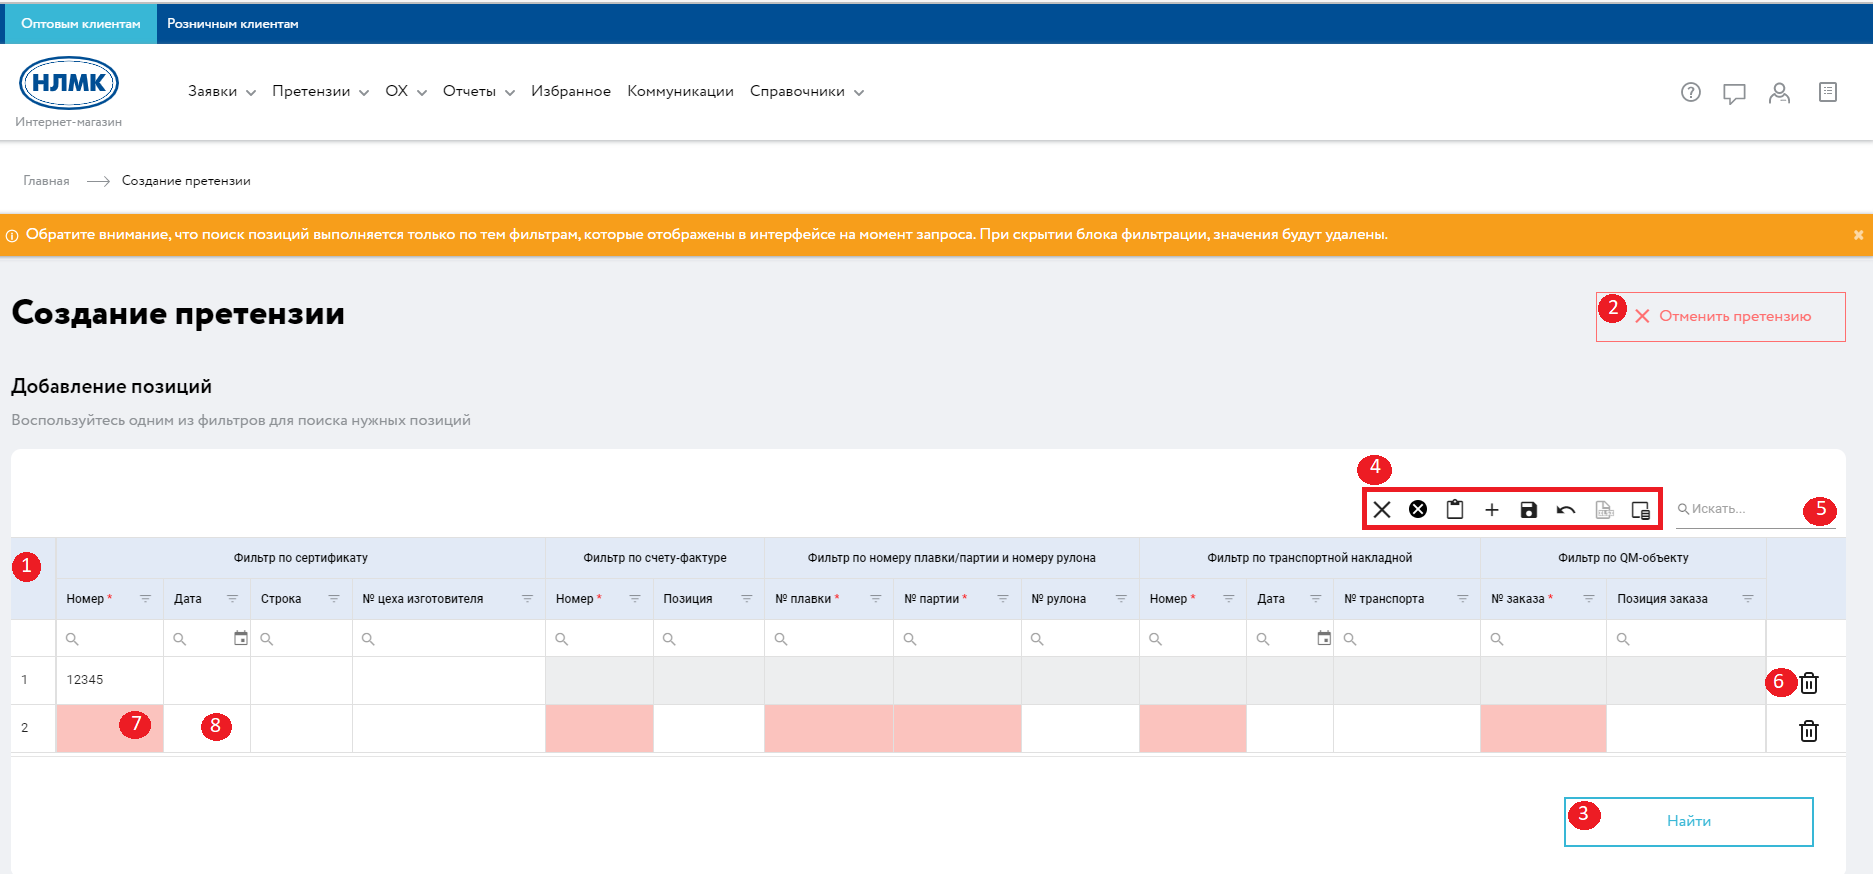 Оптовым клиентам Розничным клиентам
НЛМК
Интернет-магазин
Заявки Претензии ОХ Отчеты Избранное Коммуникации Справочники
Главная Создание претензии
Обратите внимание, что поиск позиций выполняется только по тем фильтрам, которые отображены в интерфейсе на момент запроса. При скрытии блока фильтрации, значения будут удалены.
Создание претензии
2 Отменить претензию
Добавление позиций
Воспользуйтесь одним из фильтров для поиска нужных позиций
4
Искать... 5
1 Фильтр по сертификату Фильтр по счету-фактуре Фильтр по номеру плавки/партии и номеру рулона Фильтр по транспортной накладной Фильтр по QM-объекту
Номер * Дата Строка № цеха изготовителя Номер * Позиция № плавки * № партии * № рулона Номер * Дата № транспорта № заказа * Позиция заказа
1 12345 6
2 7 8
3 Найти